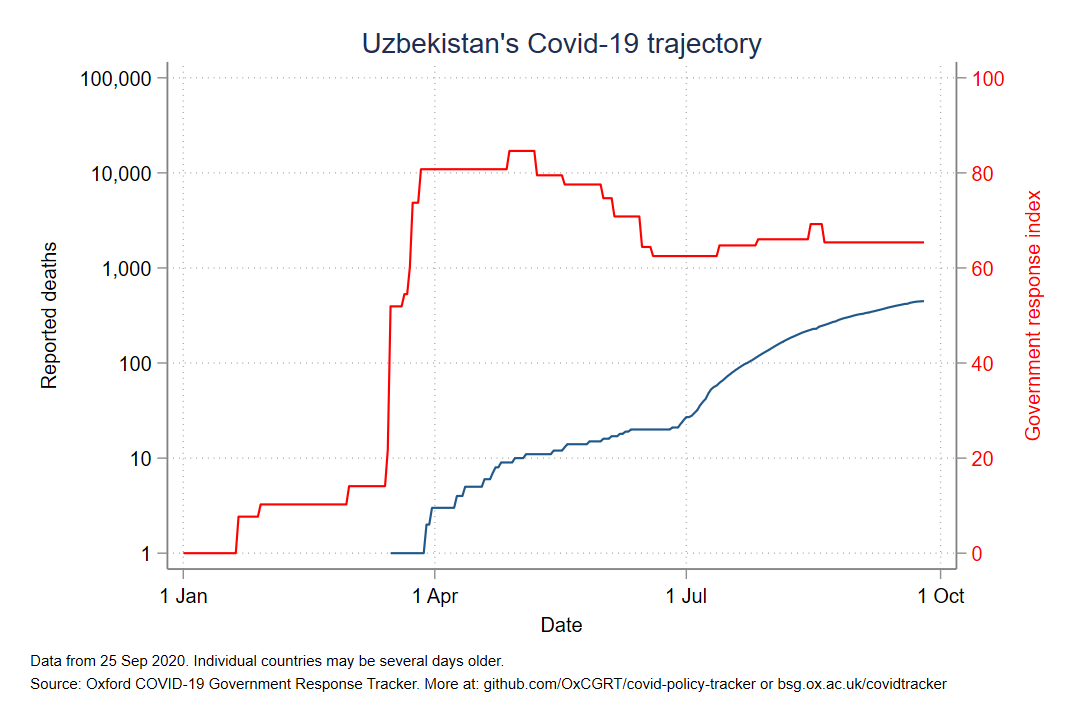 Uzbekistan's Covid-19 trajectory
100,000
10,000
1,000
100
10
1
Reported deaths
100
80
60
40
20
0
Government response index
1 Jan
1 Apr
1 Jul
1 Oct
Date
Data from 25 Sep 2020. Individual countries may be several days older.
Source: Oxford COVID-19 Government Response Tracker. More at: github.com/OxCGRT/covid-policy-tracker or bsg.ox.ac.uk/covidtracker